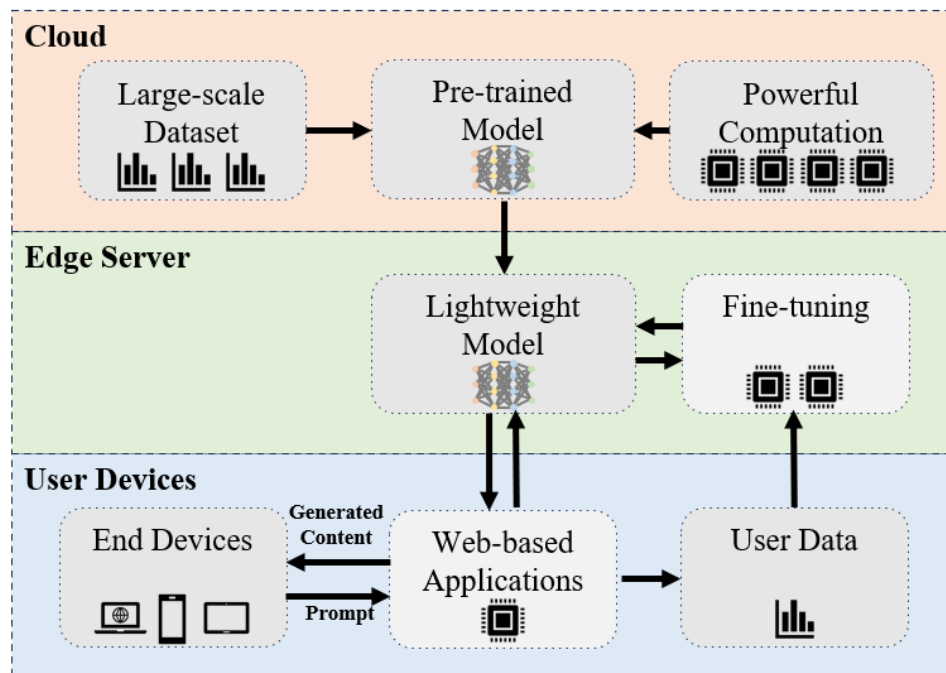 Cloud
Large-scale
Dataset
Pre-trained
Model
Powerful
Computation
Edge Server
Lightweight
Model
Fine-tuning
User Devices
End Devices
Generated
Content
Prompt
Web-based
Applications
User Data